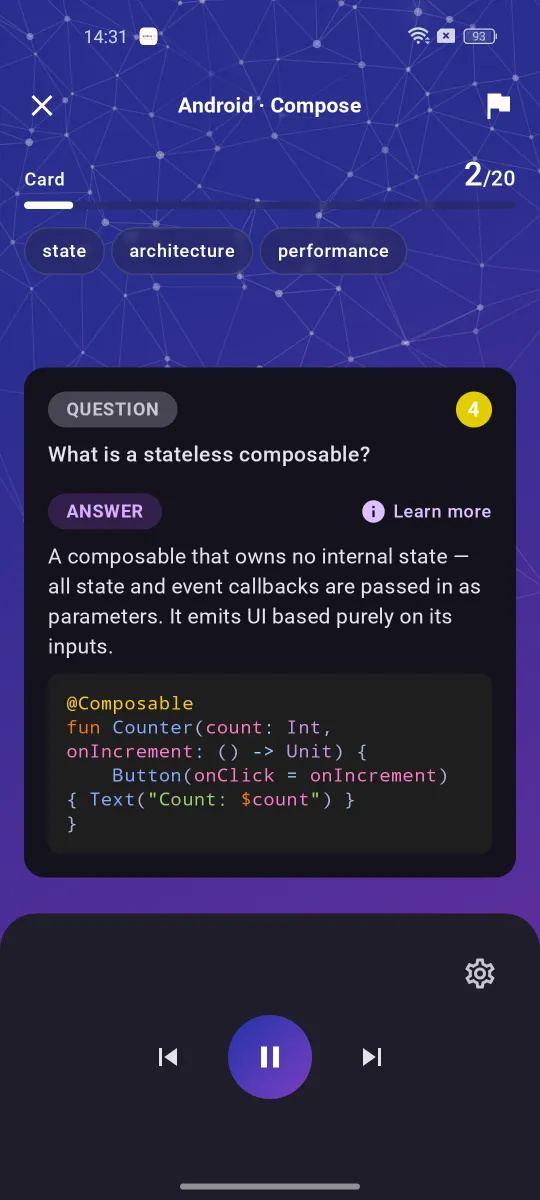 14:31
93
Android · Compose
Card
2/20
state
architecture
performance
QUESTION
4
What is a stateless composable?
ANSWER
Learn more
A composable that owns no internal state —
all state and event callbacks are passed in as
parameters. It emits UI based purely on its
inputs.
@Composable
fun Counter(count: Int,
onIncrement: () -> Unit) {
    Button(onClick = onIncrement)
{ Text("Count: $count") }
}